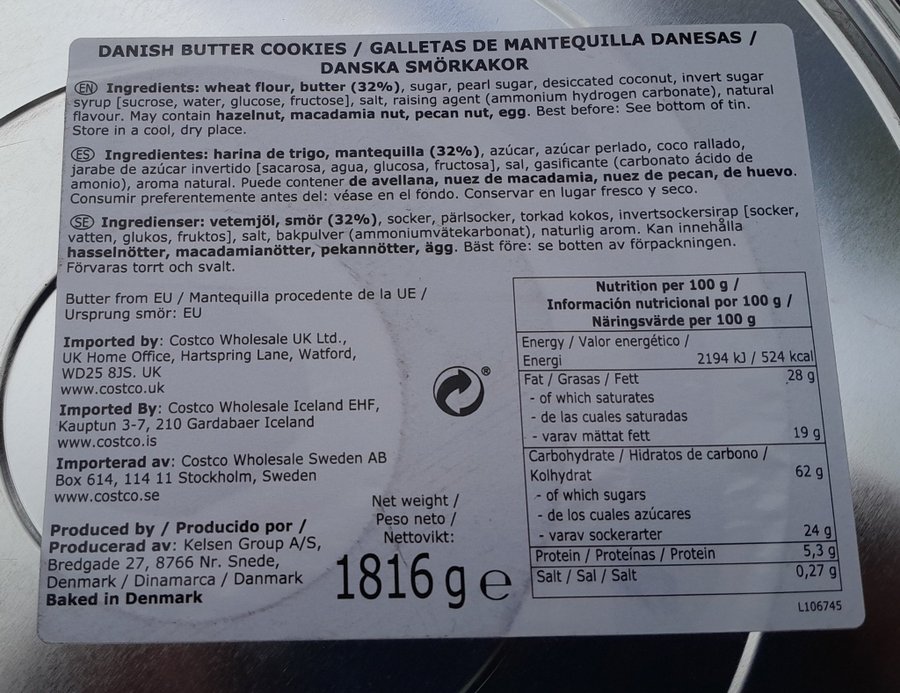 DANISH BUTTER COOKIES / GALLETAS DE MANTEQUILLA DANESAS /
DANSKA SMÖRKAKOR
EN Ingredients: wheat flour, butter (32%), sugar, pearl sugar, desiccated coconut, invert sugar
syrup [sucrose, water, glucose, fructose], salt, raising agent (ammonium hydrogen carbonate), natural
flavour. May contain hazelnut, macadamia nut, pecan nut, egg. Best before: See bottom of tin.
Store in a cool, dry place.
ES Ingredientes: harina de trigo, mantequilla (32%), azúcar, azúcar perlado, coco rallado,
jarabe de azúcar invertido [sacarosa, agua, glucosa, fructosa], sal, gasificante (carbonato ácido de
amonio), aroma natural. Puede contener de avellana, nuez de macadamia, nuez de pecan, de huevo.
Consumir preferentemente antes del: véase en el fondo. Conservar en lugar fresco y seco.
SE Ingredienser: vetemjöl, smör (32%), socker, pärlsocker, torkad kokos, invertsockersirap [socker,
vatten, glukos, fruktos], salt, bakpulver (ammoniumvätekarbonat), naturlig arom. Kan innehålla
hasselnötter, macadamianötter, pekannötter, ägg. Bäst före: se botten av förpackningen.
Förvaras torrt och svalt.
Butter from EU / Mantequilla procedente de la UE /
Ursprung smör: EU
Imported by: Costco Wholesale UK Ltd.,
UK Home Office, Hartspring Lane, Watford,
WD25 8JS. UK
www.costco.uk
Imported By: Costco Wholesale Iceland EHF,
Kauptun 3-7, 210 Gardabaer Iceland
www.costco.is
Importerad av: Costco Wholesale Sweden AB
Box 614, 114 11 Stockholm, Sweden
www.costco.se
Produced by / Producido por /
Producerad av: Kelsen Group A/S,
Bredgade 27, 8766 Nr. Snede,
Denmark / Dinamarca / Danmark
Baked in Denmark
®
Net weight /
Peso neto /
Nettovikt:
1816 g e
Nutrition per 100 g /
Información nutricional por 100 g /
Näringsvärde per 100 g
Energy / Valor energético /
Energi 2194 kJ / 524 kcal
Fat / Grasas / Fett 28 g
- of which saturates
- de las cuales saturadas
- varav mättat fett 19 g
Carbohydrate / Hidratos de carbono /
Kolhydrat 62 g
- of which sugars
- de los cuales azúcares
- varav sockerarter 24 g
Protein / Proteínas / Protein 5,3 g
Salt / Sal / Salt 0,27 g
L106745